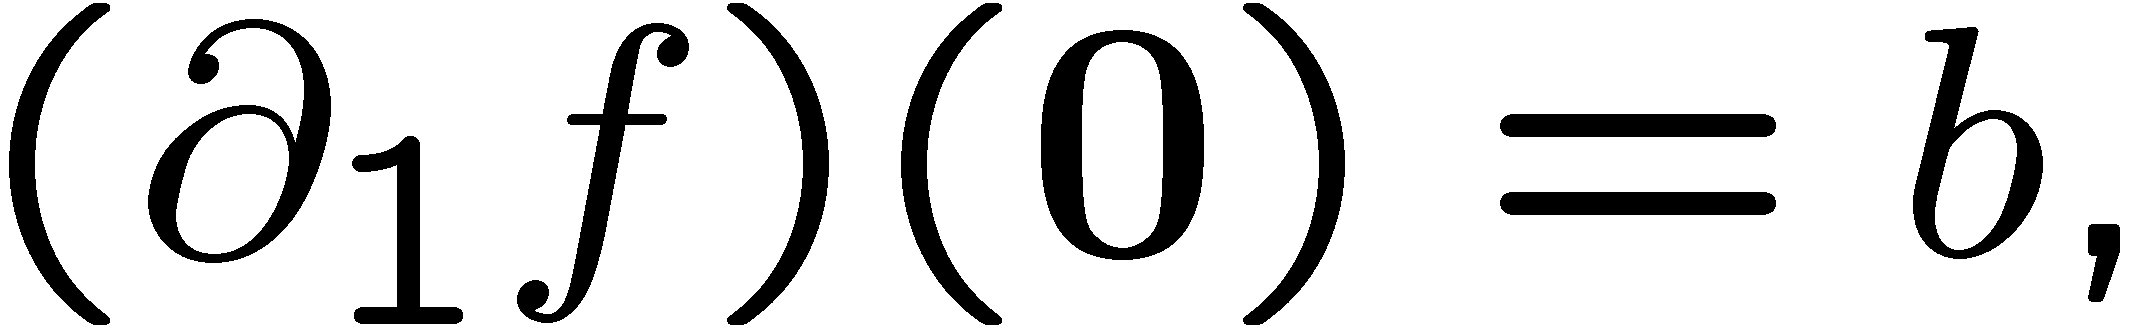 (∂₁f)(𝟎) = b,